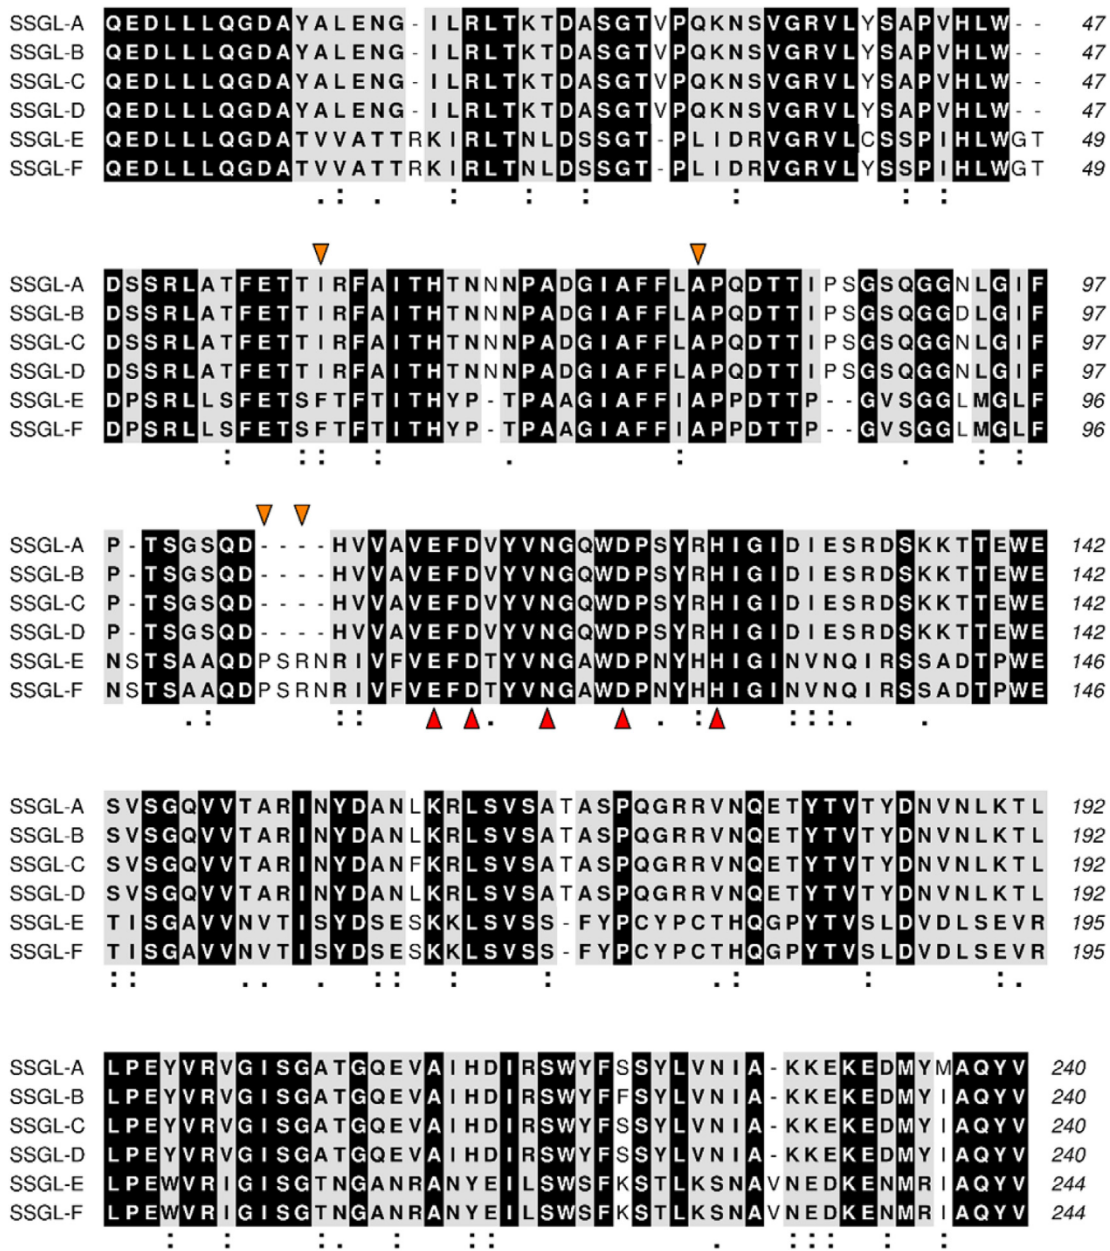 SSGL-A QEDLLLQGDAYALENG-ILRLTKTDASGTVPQKNSVGRVLYSAPVHLW-- 47
SSGL-B QEDLLLQGDAYALENG-ILRLTKTDASGTVPQKNSVGRVLYSAPVHLW-- 47
SSGL-C QEDLLLQGDAYALENG-ILRLTKTDASGTVPQKNSVGRVLYSAPVHLW-- 47
SSGL-D QEDLLLQGDAYALENG-ILRLTKTDASGTVPQKNSVGRVLYSAPVHLW-- 47
SSGL-E QEDLLLQGDATVVATTRKIRLTNLDSSGT-PLIDRVGRVLCSSPIHLWGT 49
SSGL-F QEDLLLQGDATVVATTRKIRLTNLDSSGT-PLIDRVGRVLYSSPIHLWGT 49
. : . : : : : : :
SSGL-A DSSRLATFETTIRFAITHTNNNPADGIAFFLAPQDTTIPSGSQGGNLGIF 97
SSGL-B DSSRLATFETTIRFAITHTNNNPADGIAFFLAPQDTTIPSGSQGGDLGIF 97
SSGL-C DSSRLATFETTIRFAITHTNNNPADGIAFFLAPQDTTIPSGSQGGNLGIF 97
SSGL-D DSSRLATFETTIRFAITHTNNNPADGIAFFLAPQDTTIPSGSQGGNLGIF 97
SSGL-E DPSRLLSFETSFTFTITHYP-TPAAGIAFFIAPPDTTP--GVSGGLMGLF 96
SSGL-F DPSRLLSFETSFTFTITHYP-TPAAGIAFFIAPPDTTP--GVSGGLMGLF 96
: : : : . : . : :
SSGL-A P-TSGSQD----HVVAVEFDVYVNGQWDPSYRHIGIDIESRDSKKTTEWE 142
SSGL-B P-TSGSQD----HVVAVEFDVYVNGQWDPSYRHIGIDIESRDSKKTTEWE 142
SSGL-C P-TSGSQD----HVVAVEFDVYVNGQWDPSYRHIGIDIESRDSKKTTEWE 142
SSGL-D P-TSGSQD----HVVAVEFDVYVNGQWDPSYRHIGIDIESRDSKKTTEWE 142
SSGL-E NSTSAAQDPSRNRIVFVEFDTYVNGAWDPNYHHIGINVNQIRSSADTPWE 146
SSGL-F NSTSAAQDPSRNRIVFVEFDTYVNGAWDPNYHHIGINVNQIRSSADTPWE 146
. : : : . . : : : : . .
SSGL-A SVSGQVVTARINYDANLKRLSVSATASPQGRRVNQETYTVTYDNVNLKTL 192
SSGL-B SVSGQVVTARINYDANLKRLSVSATASPQGRRVNQETYTVTYDNVNLKTL 192
SSGL-C SVSGQVVTARINYDANFKRLSVSATASPQGRRVNQETYTVTYDNVNLKTL 192
SSGL-D SVSGQVVTARINYDANLKRLSVSATASPQGRRVNQETYTVTYDNVNLKTL 192
SSGL-E TISGAVVNVTISYDSESKKLSVSS-FYPCYPCTHQGPYTVSLDVDLSEVR 195
SSGL-F TISGAVVNVTISYDSESKKLSVSS-FYPCYPCTHQGPYTVSLDVDLSEVR 195
: : . . . : : : : . : : : .
SSGL-A LPEYVRVGISGATGQEVAIHDIRSWYFSSYLVNIA-KKEKEDMYMAQYV 240
SSGL-B LPEYVRVGISGATGQEVAIHDIRSWYFFSYLVNIA-KKEKEDMYIAQYV 240
SSGL-C LPEYVRVGISGATGQEVAIHDIRSWYFSSYLVNIA-KKEKEDMYIAQYV 240
SSGL-D LPEYVRVGISGATGQEVAIHDIRSWYFSSYLVNIA-KKEKEDMYIAQYV 240
SSGL-E LPEWVRIGISGTNGANRANYEILSWSFKSTLKSNAVNEDKENMRIAQYV 244
SSGL-F LPEWVRIGISGTNGANRANYEILSWSFKSTLKSNAVNEDKENMRIAQYV 244
: : : . : : : . : : : :